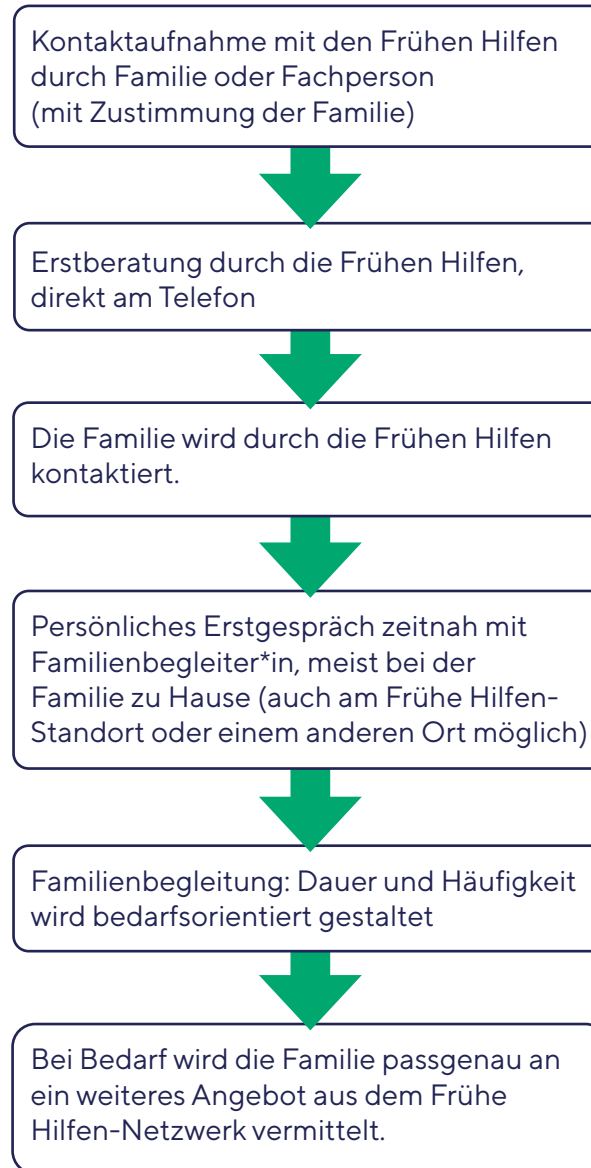 Kontaktaufnahme mit den Frühen Hilfen
durch Familie oder Fachperson
(mit Zustimmung der Familie)
Erstberatung durch die Frühen Hilfen,
direkt am Telefon
Die Familie wird durch die Frühen Hilfen
kontaktiert.
Persönliches Erstgespräch zeitnah mit
Familienbegleiter*in, meist bei der
Familie zu Hause (auch am Frühe Hilfen-
Standort oder einem anderen Ort möglich)
Familienbegleitung: Dauer und Häufigkeit
wird bedarfsorientiert gestaltet
Bei Bedarf wird die Familie passgenau an
ein weiteres Angebot aus dem Frühe
Hilfen-Netzwerk vermittelt.